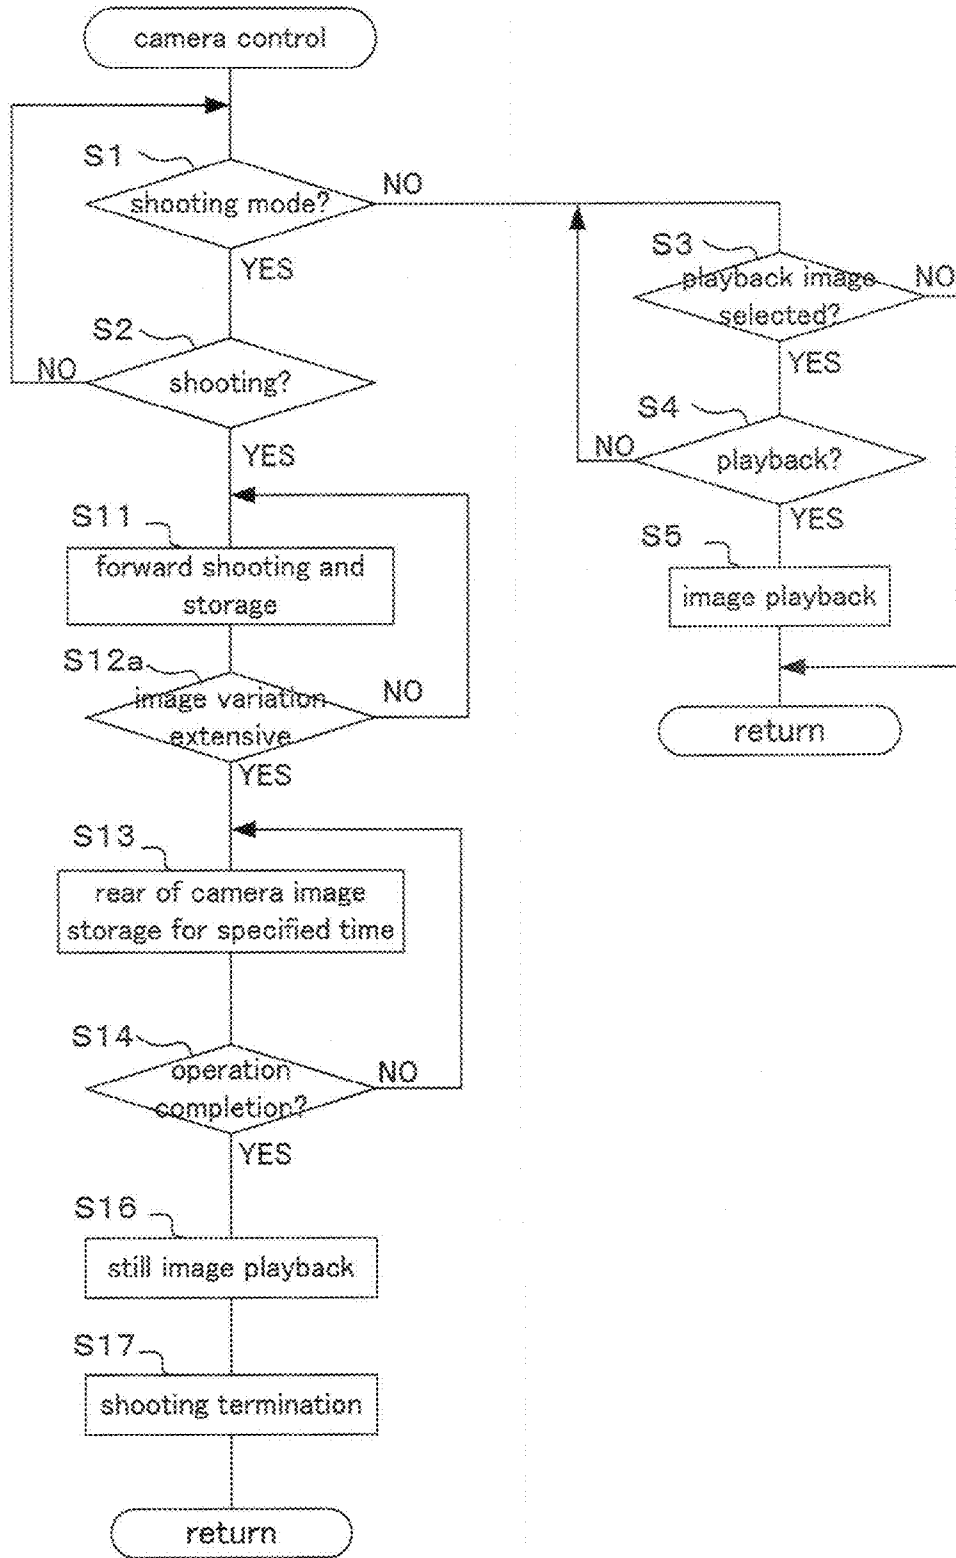 camera control
S1
shooting mode?
NO
YES
S2
shooting?
NO
YES
S11
forward shooting and
storage
S12a
image variation
extensive
NO
YES
S13
rear of camera image
storage for specified time
S14
operation
completion?
NO
YES
S16
still image playback
S17
shooting termination
return
S3
playback image
selected?
NO
YES
S4
playback?
NO
YES
S5
image playback
return